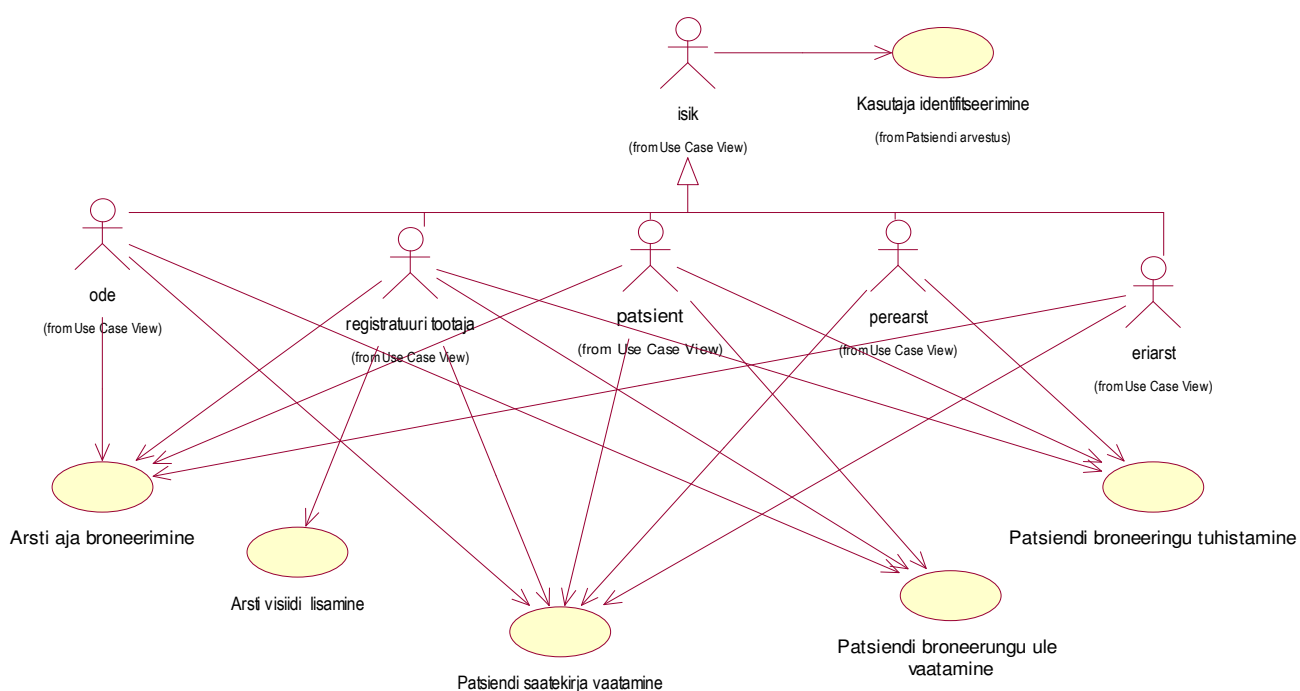 isik
(from Use Case View)
Kasutaja identifitseerimine
(from Patsiendi arvestus)
ode
(from Use Case View)
registratuuri tootaja
(from Use Case View)
patsient
(from Use Case View)
perearst
(from Use Case View)
eriarst
(from Use Case View)
Arsti aja broneerimine
Arsti visiidi lisamine
Patsiendi saatekirja vaatamine
Patsiendi broneerungu ule
vaatamine
Patsiendi broneeringu tuhistamine